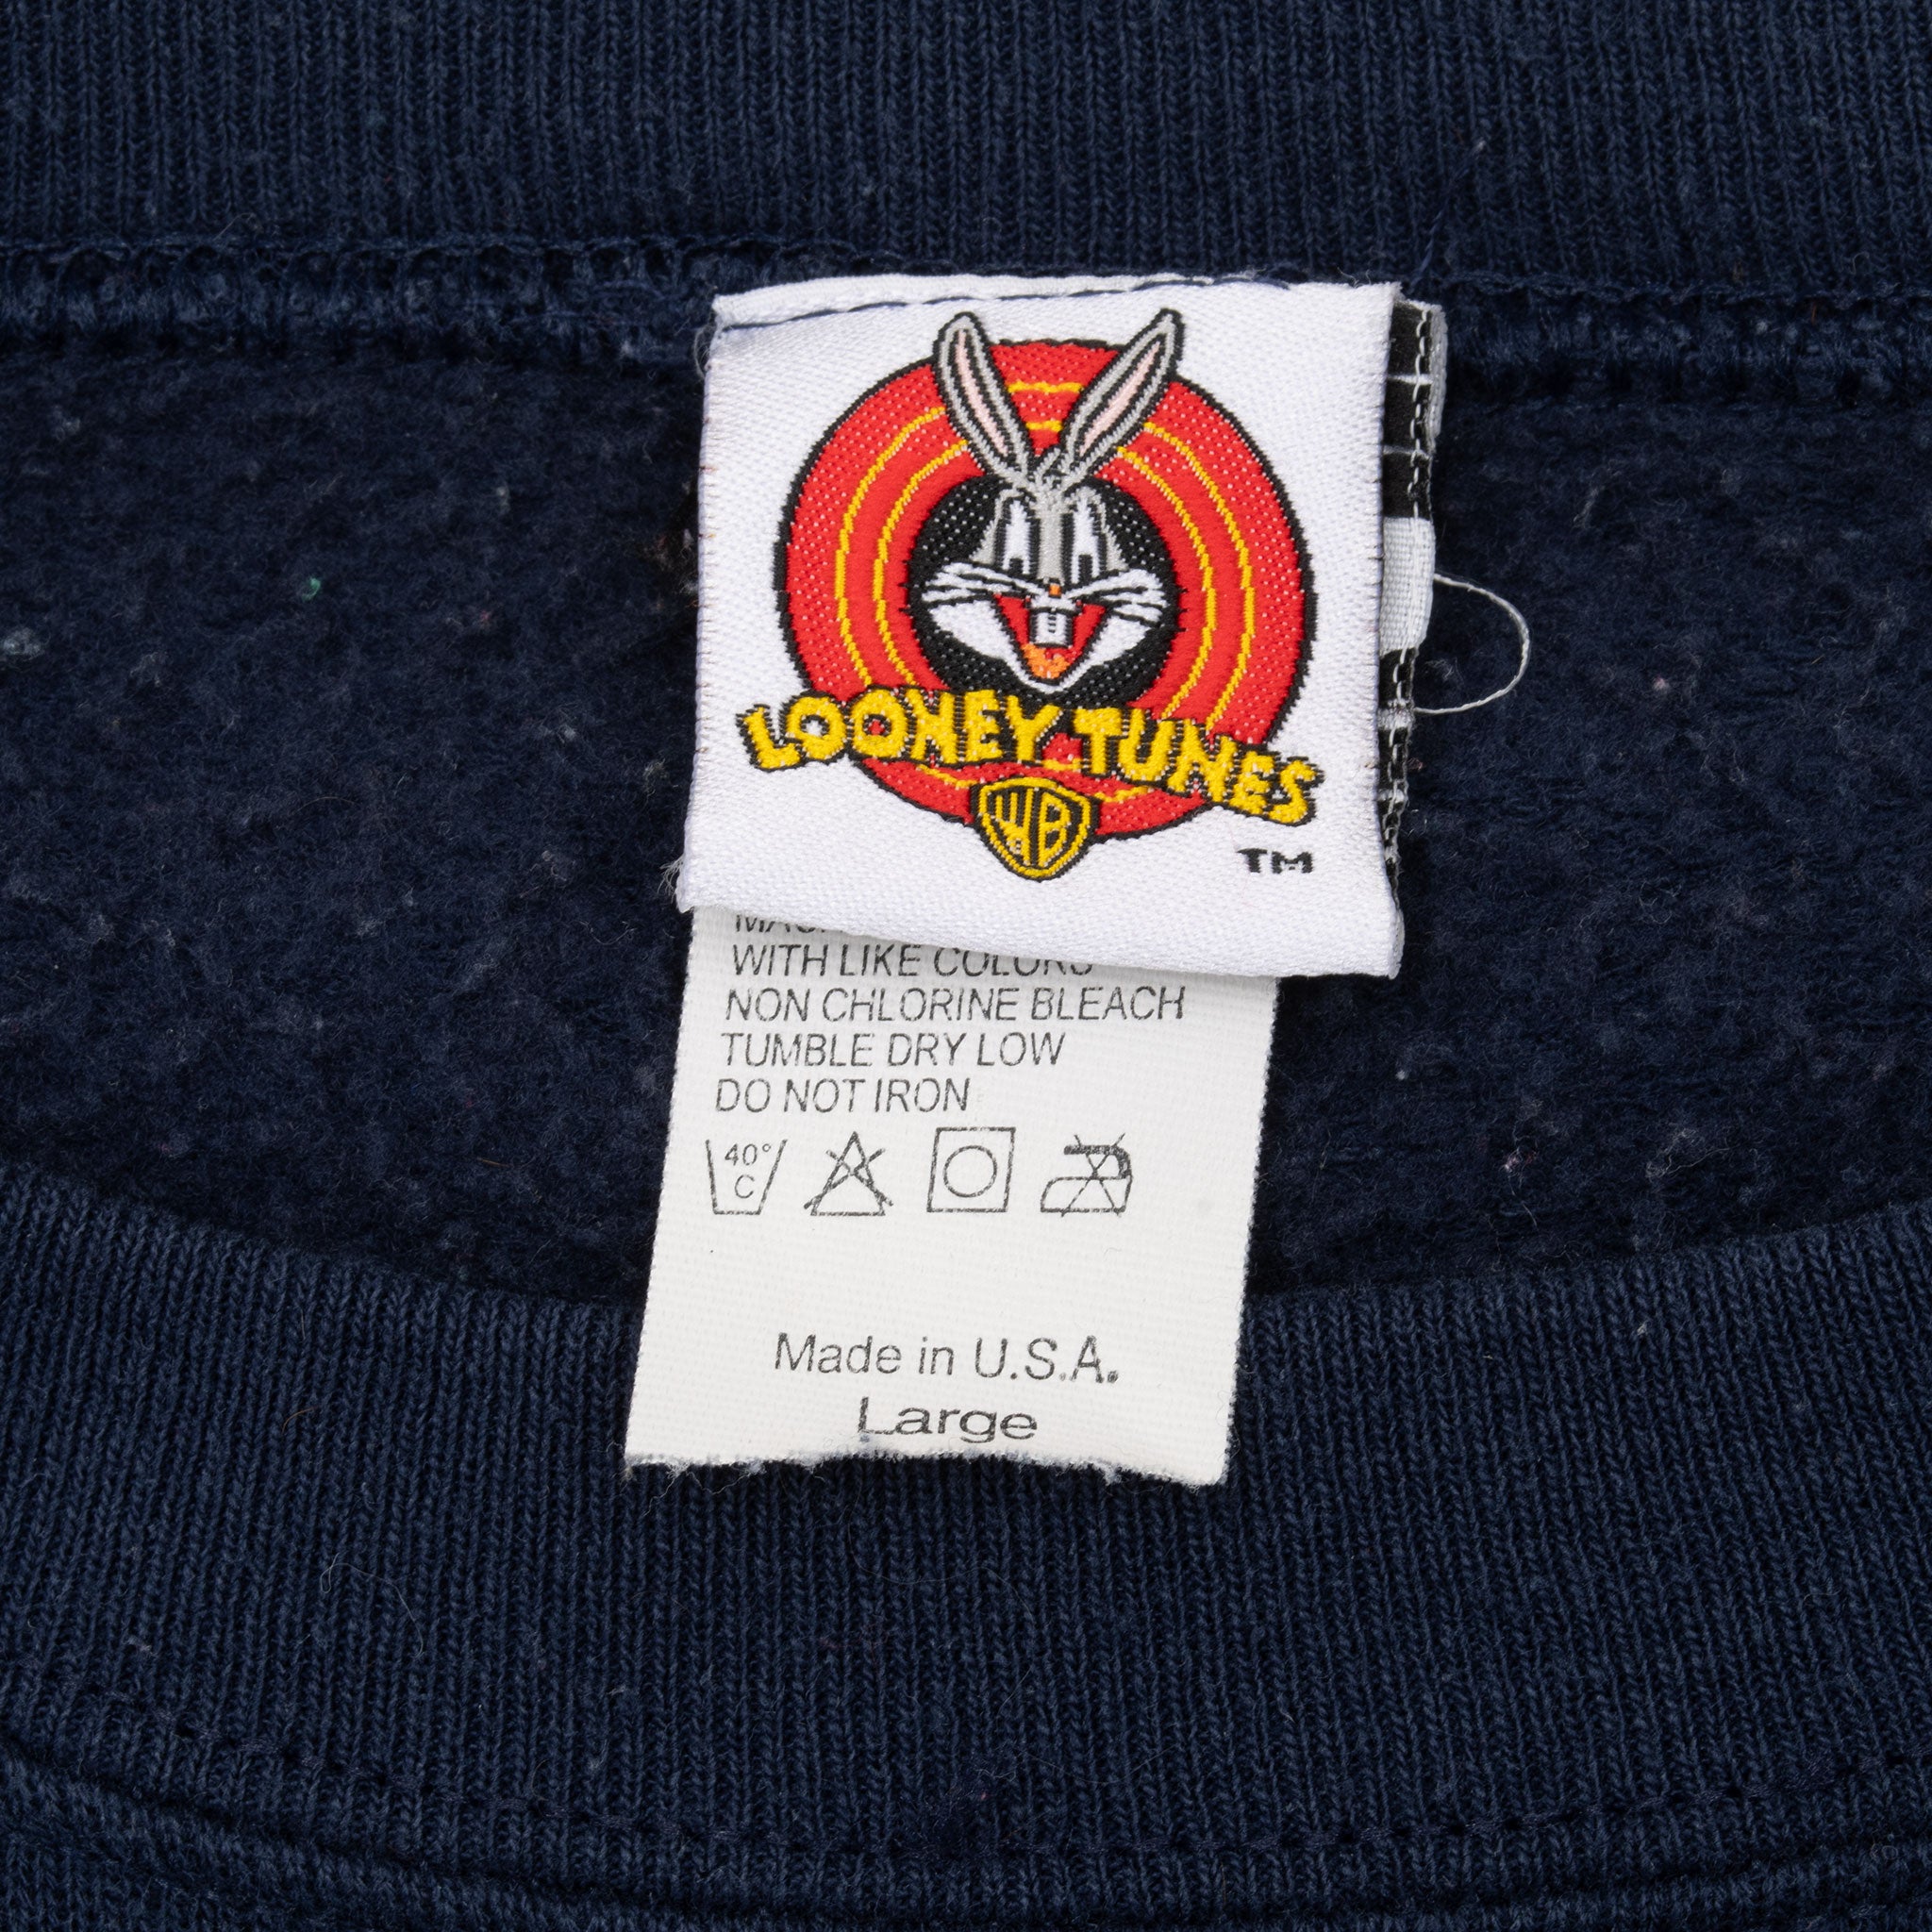 LOONEY TUNES
WB
TM
WITH LIKE COLORS
NON CHLORINE BLEACH
TUMBLE DRY LOW
DO NOT IRON
40°
C
Made in U.S.A.
Large